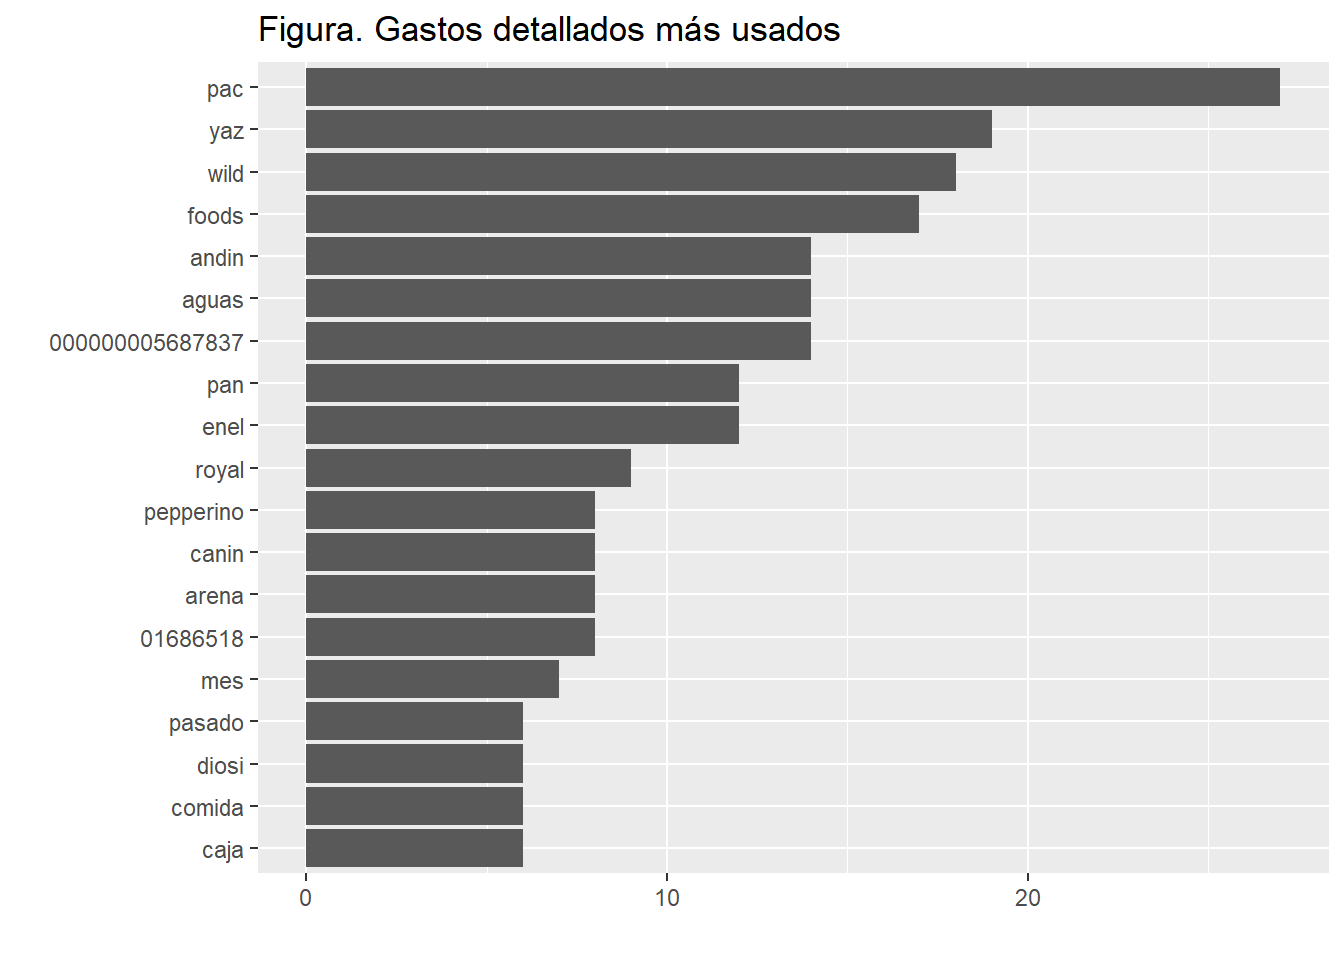 Figura. Gastos detallados más usados
pac
yaz
wild
foods
andin
aguas
000000005687837
pan
enel
royal
pepperino
canin
arena
01686518
mes
pasado
diosi
comida
caja
0 10 20